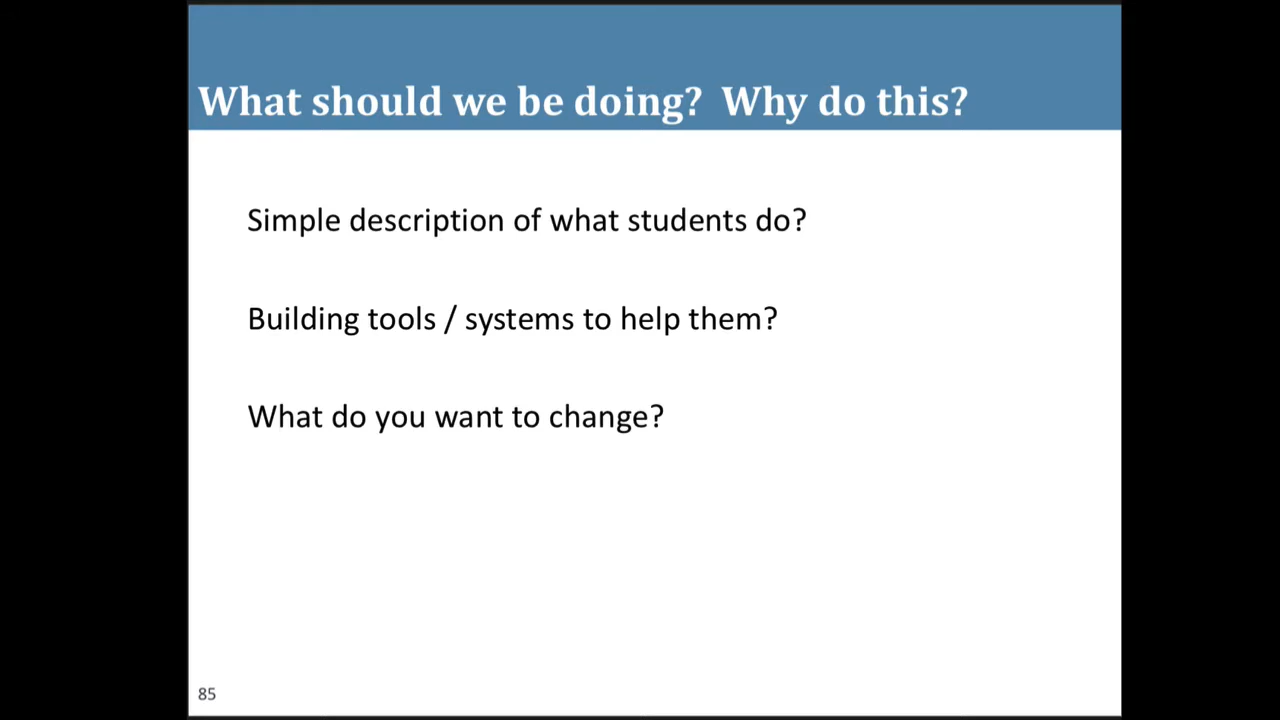 What should we be doing?  Why do this?
Simple description of what students do?
Building tools / systems to help them?
What do you want to change?
85